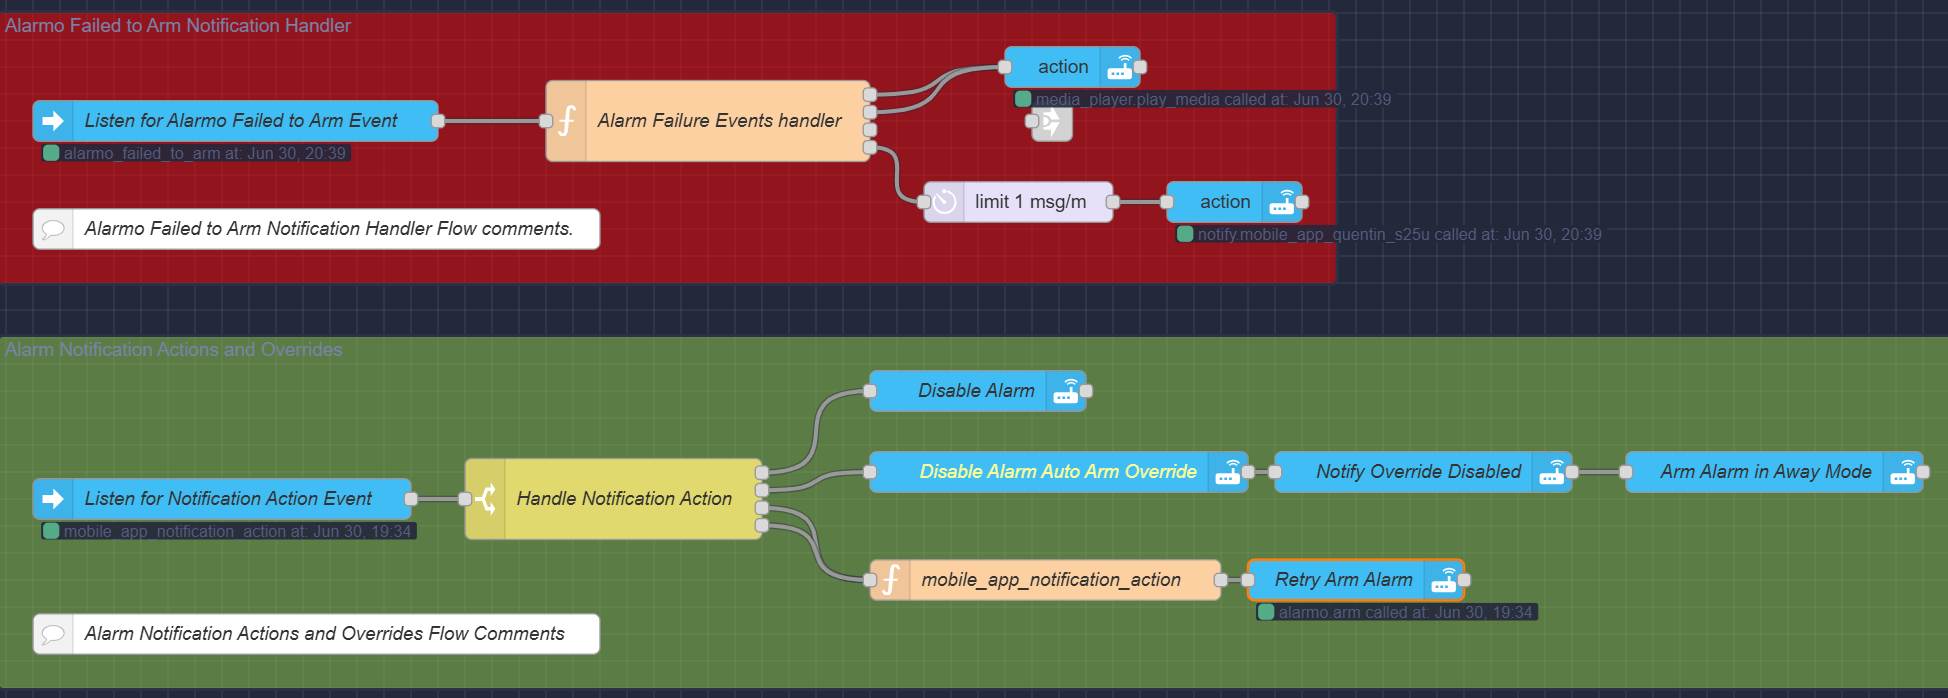 Alarmo Failed to Arm Notification Handler
action
media_player.play_media called at: Jun 30, 20:39
Listen for Alarmo Failed to Arm Event
Alarm Failure Events handler
alarmo_failed_to_arm at: Jun 30, 20:39
limit 1 msg/m
action
Alarmo Failed to Arm Notification Handler Flow comments.
notify.mobile_app_quentin_s25u called at: Jun 30, 20:39
Alarm Notification Actions and Overrides
Disable Alarm
Disable Alarm Auto Arm Override
Notify Override Disabled
Arm Alarm in Away Mode
Listen for Notification Action Event
Handle Notification Action
mobile_app_notification_action at: Jun 30, 19:34
mobile_app_notification_action
Retry Arm Alarm
alarmo.arm called at: Jun 30, 19:34
Alarm Notification Actions and Overrides Flow Comments